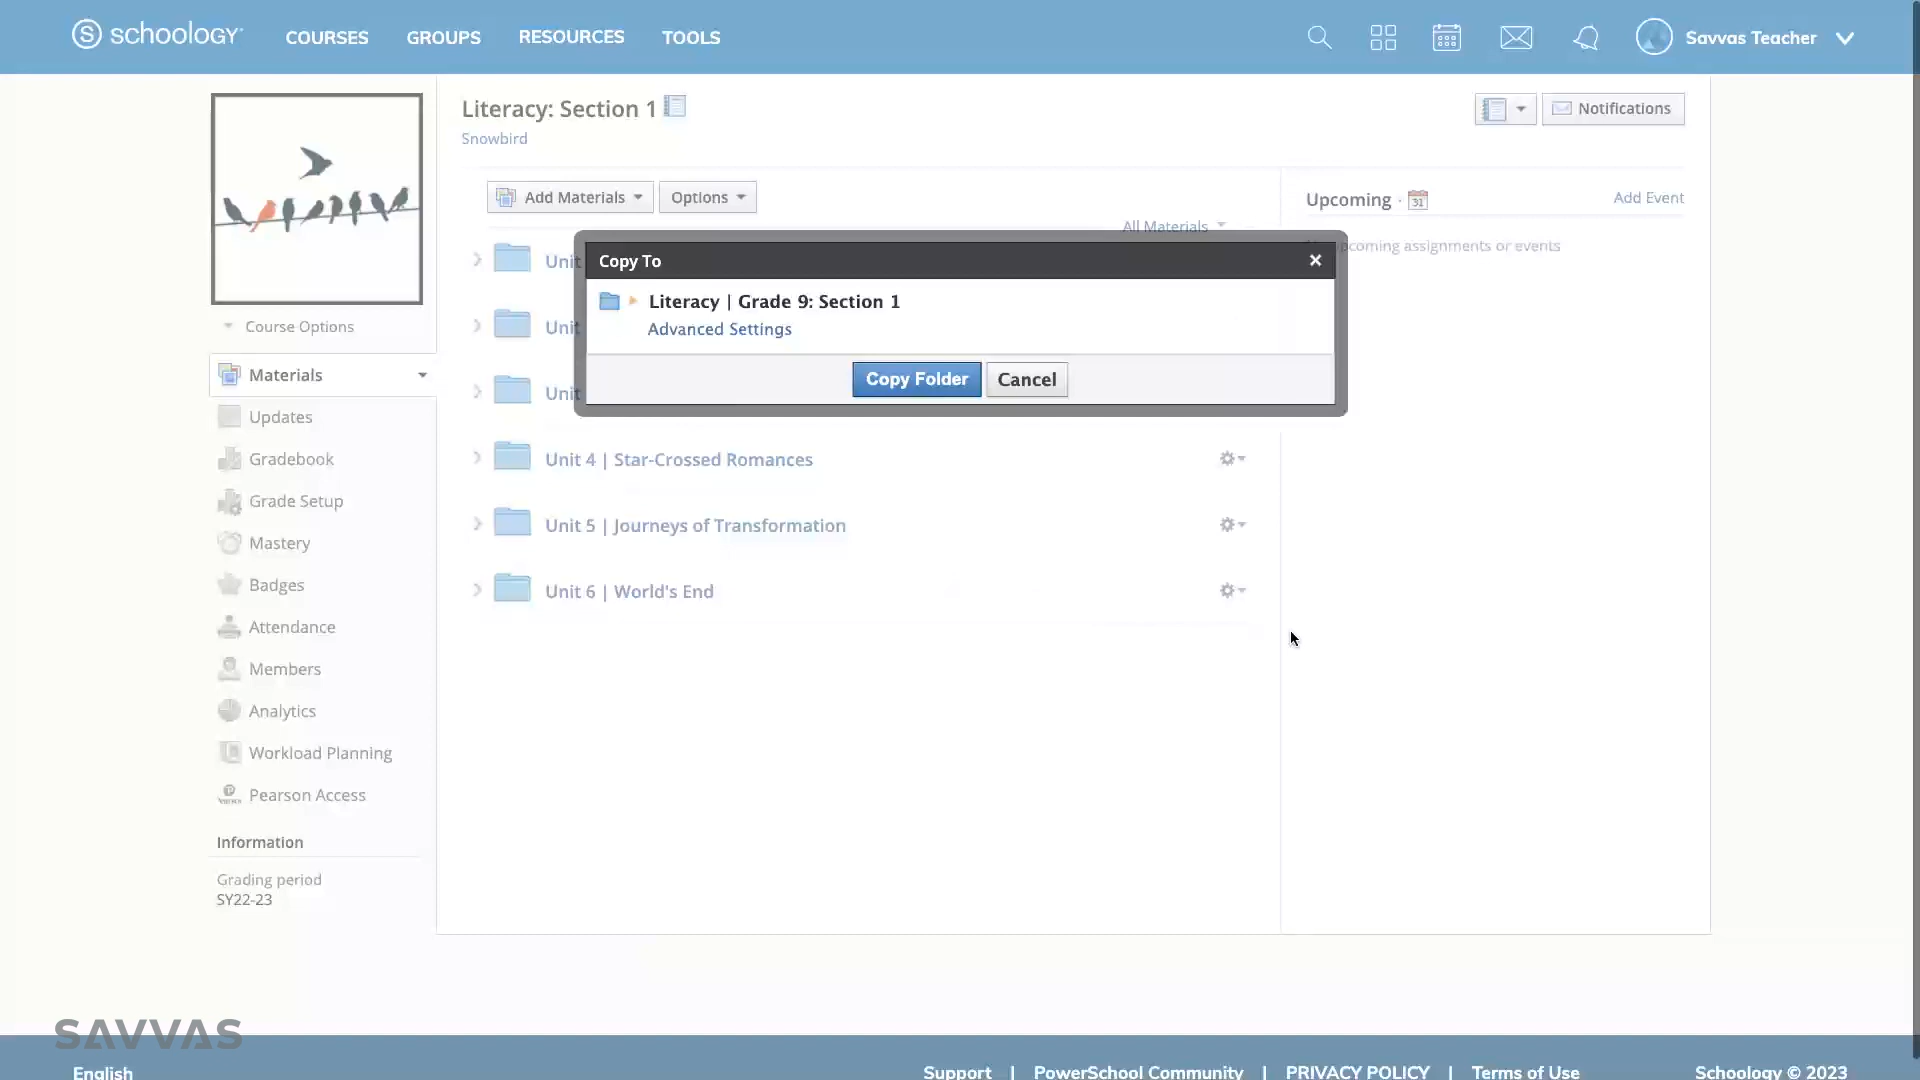 schoology
COURSES
GROUPS
RESOURCES
TOOLS
Savvas Teacher
Literacy: Section 1
Snowbird
Notifications
Add Materials
Options
All Materials
Upcoming ·
31
Add Event
upcoming assignments or events
Course Options
Materials
Updates
Gradebook
Grade Setup
Mastery
Badges
Attendance
Members
Analytics
Workload Planning
Pearson Access
Information
Grading period
SY22-23
Unit
Unit
Unit
Copy To
Literacy | Grade 9: Section 1
Advanced Settings
Copy Folder
Cancel
Unit 4 | Star-Crossed Romances
Unit 5 | Journeys of Transformation
Unit 6 | World's End
SAVVAS
English
Support | PowerSchool Community | PRIVACY POLICY | Terms of Use
Schoology © 2023